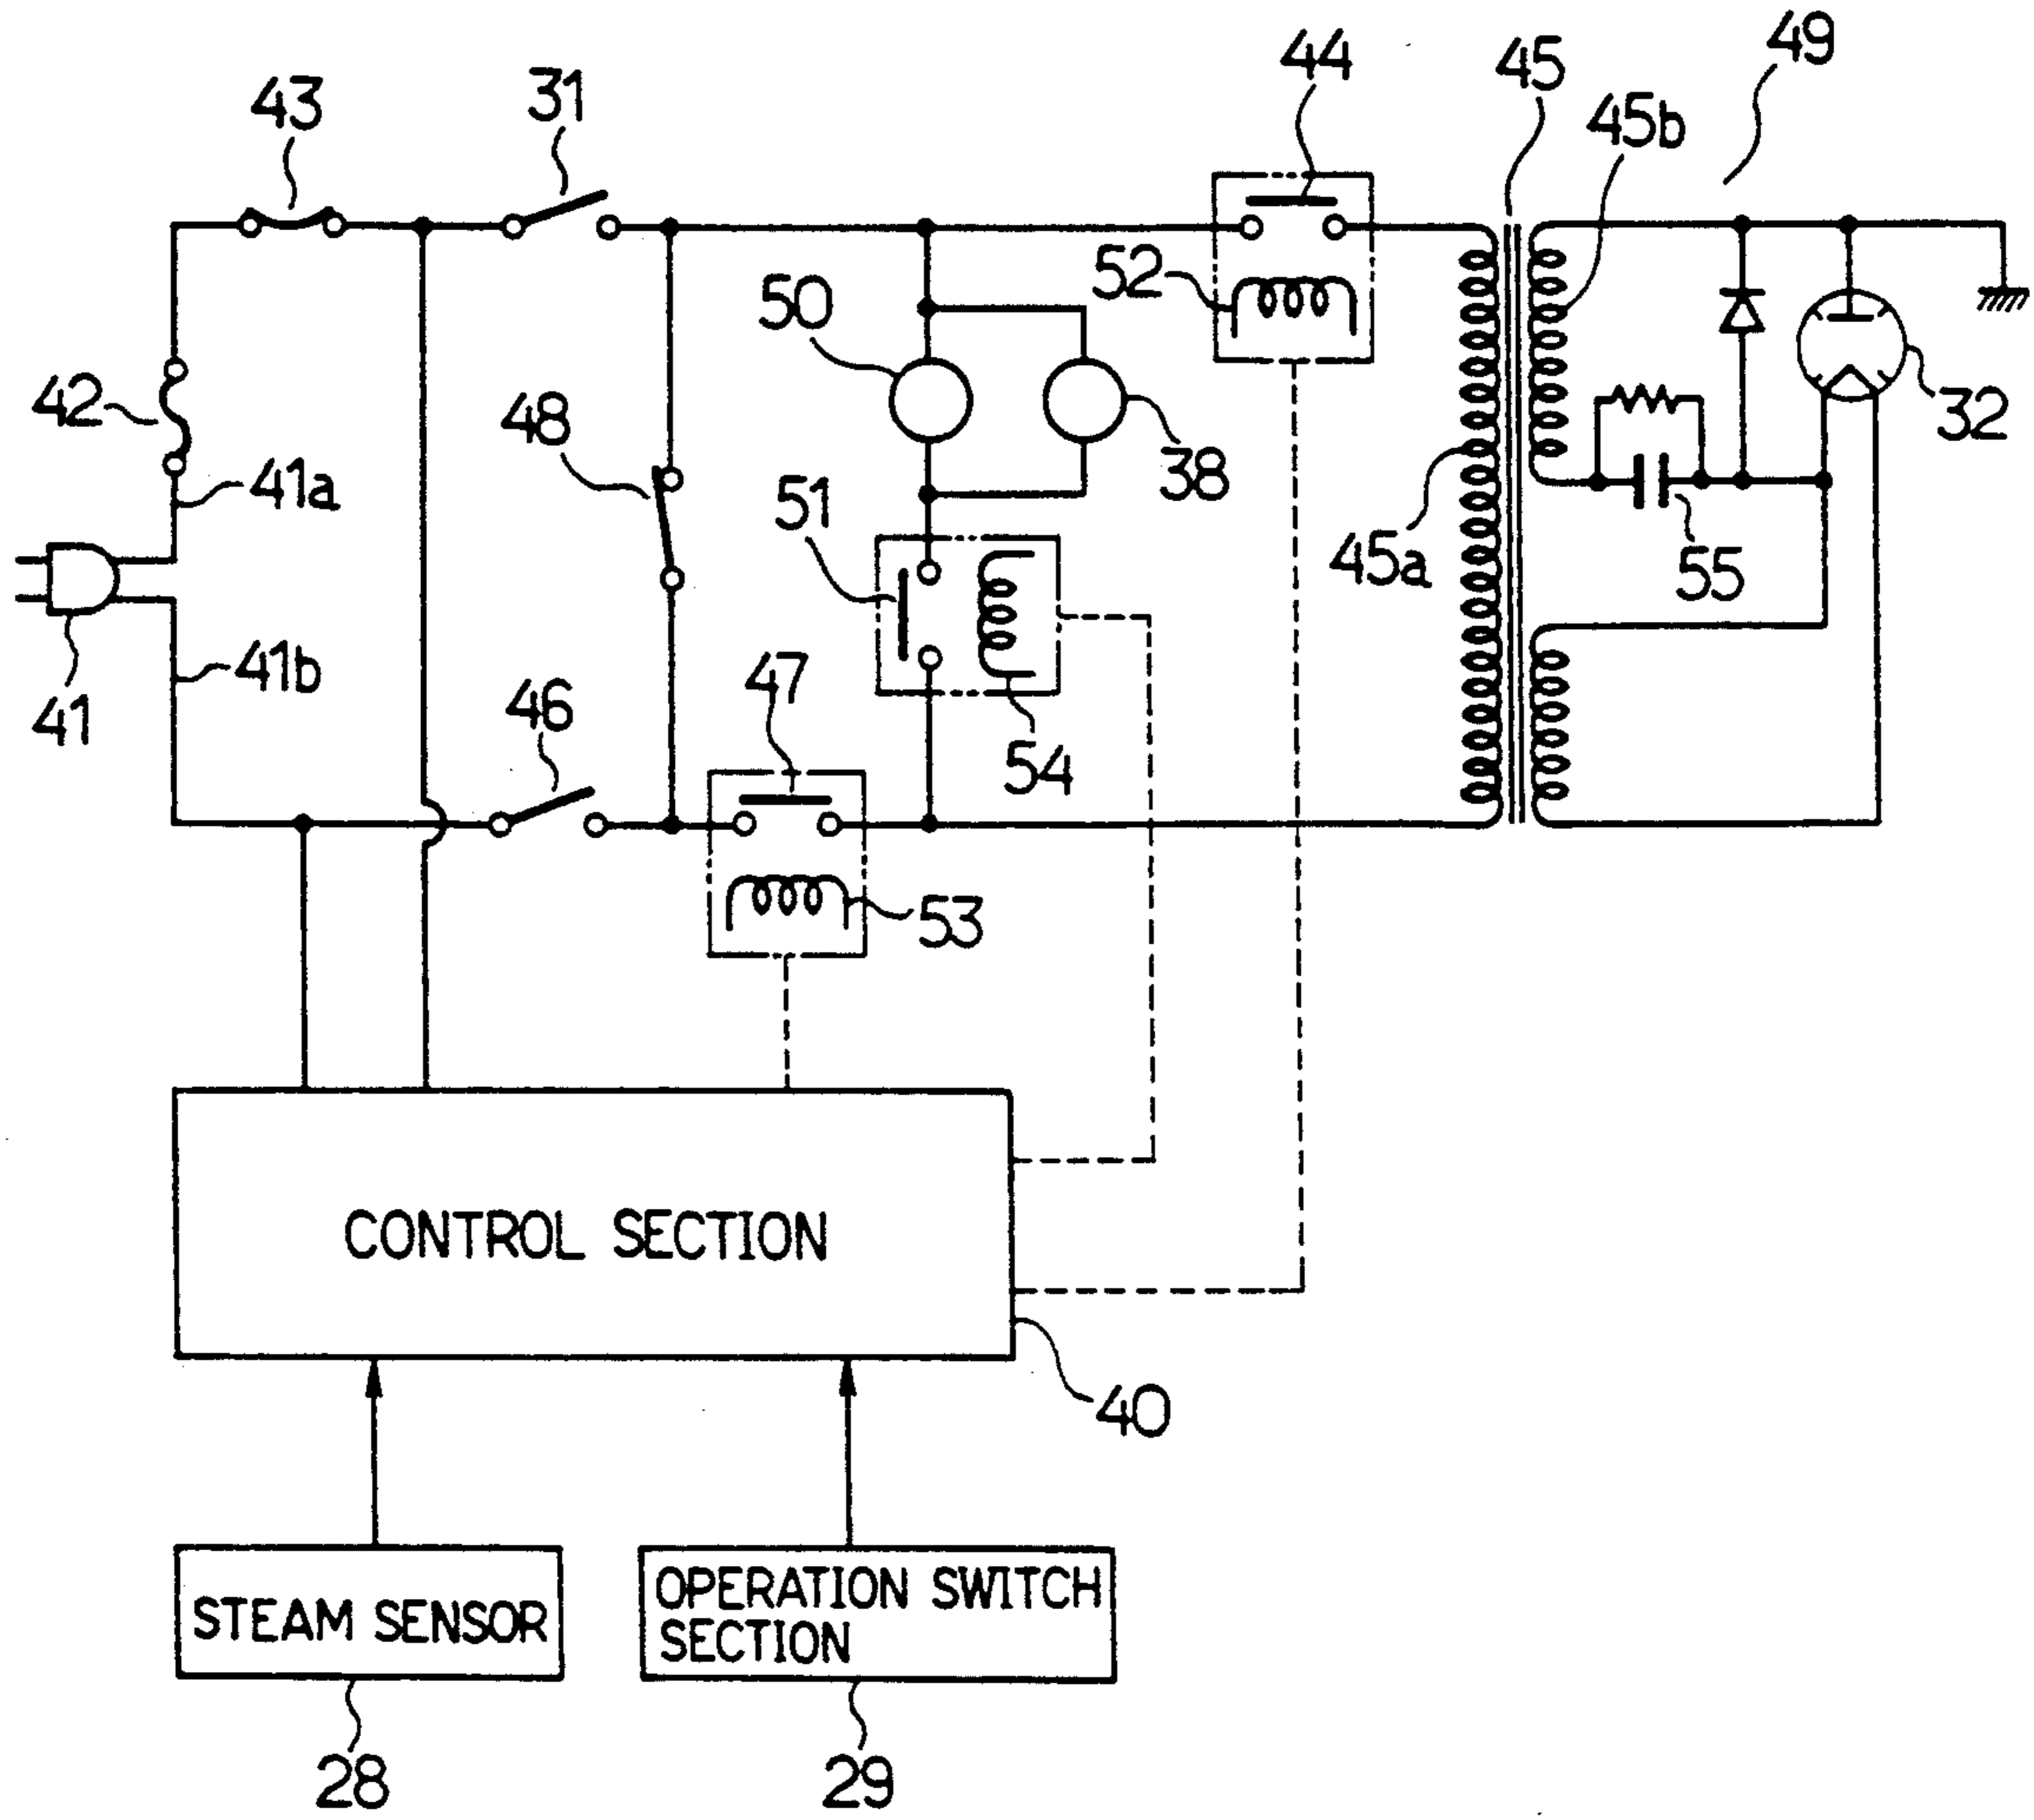 49
44
45
31
43
45b
52
50
42
48
32
38
41a
51
45a
55
41b
47
41
46
54
53
CONTROL SECTION
40
STEAM SENSOR
OPERATION SWITCH
SECTION
28
29